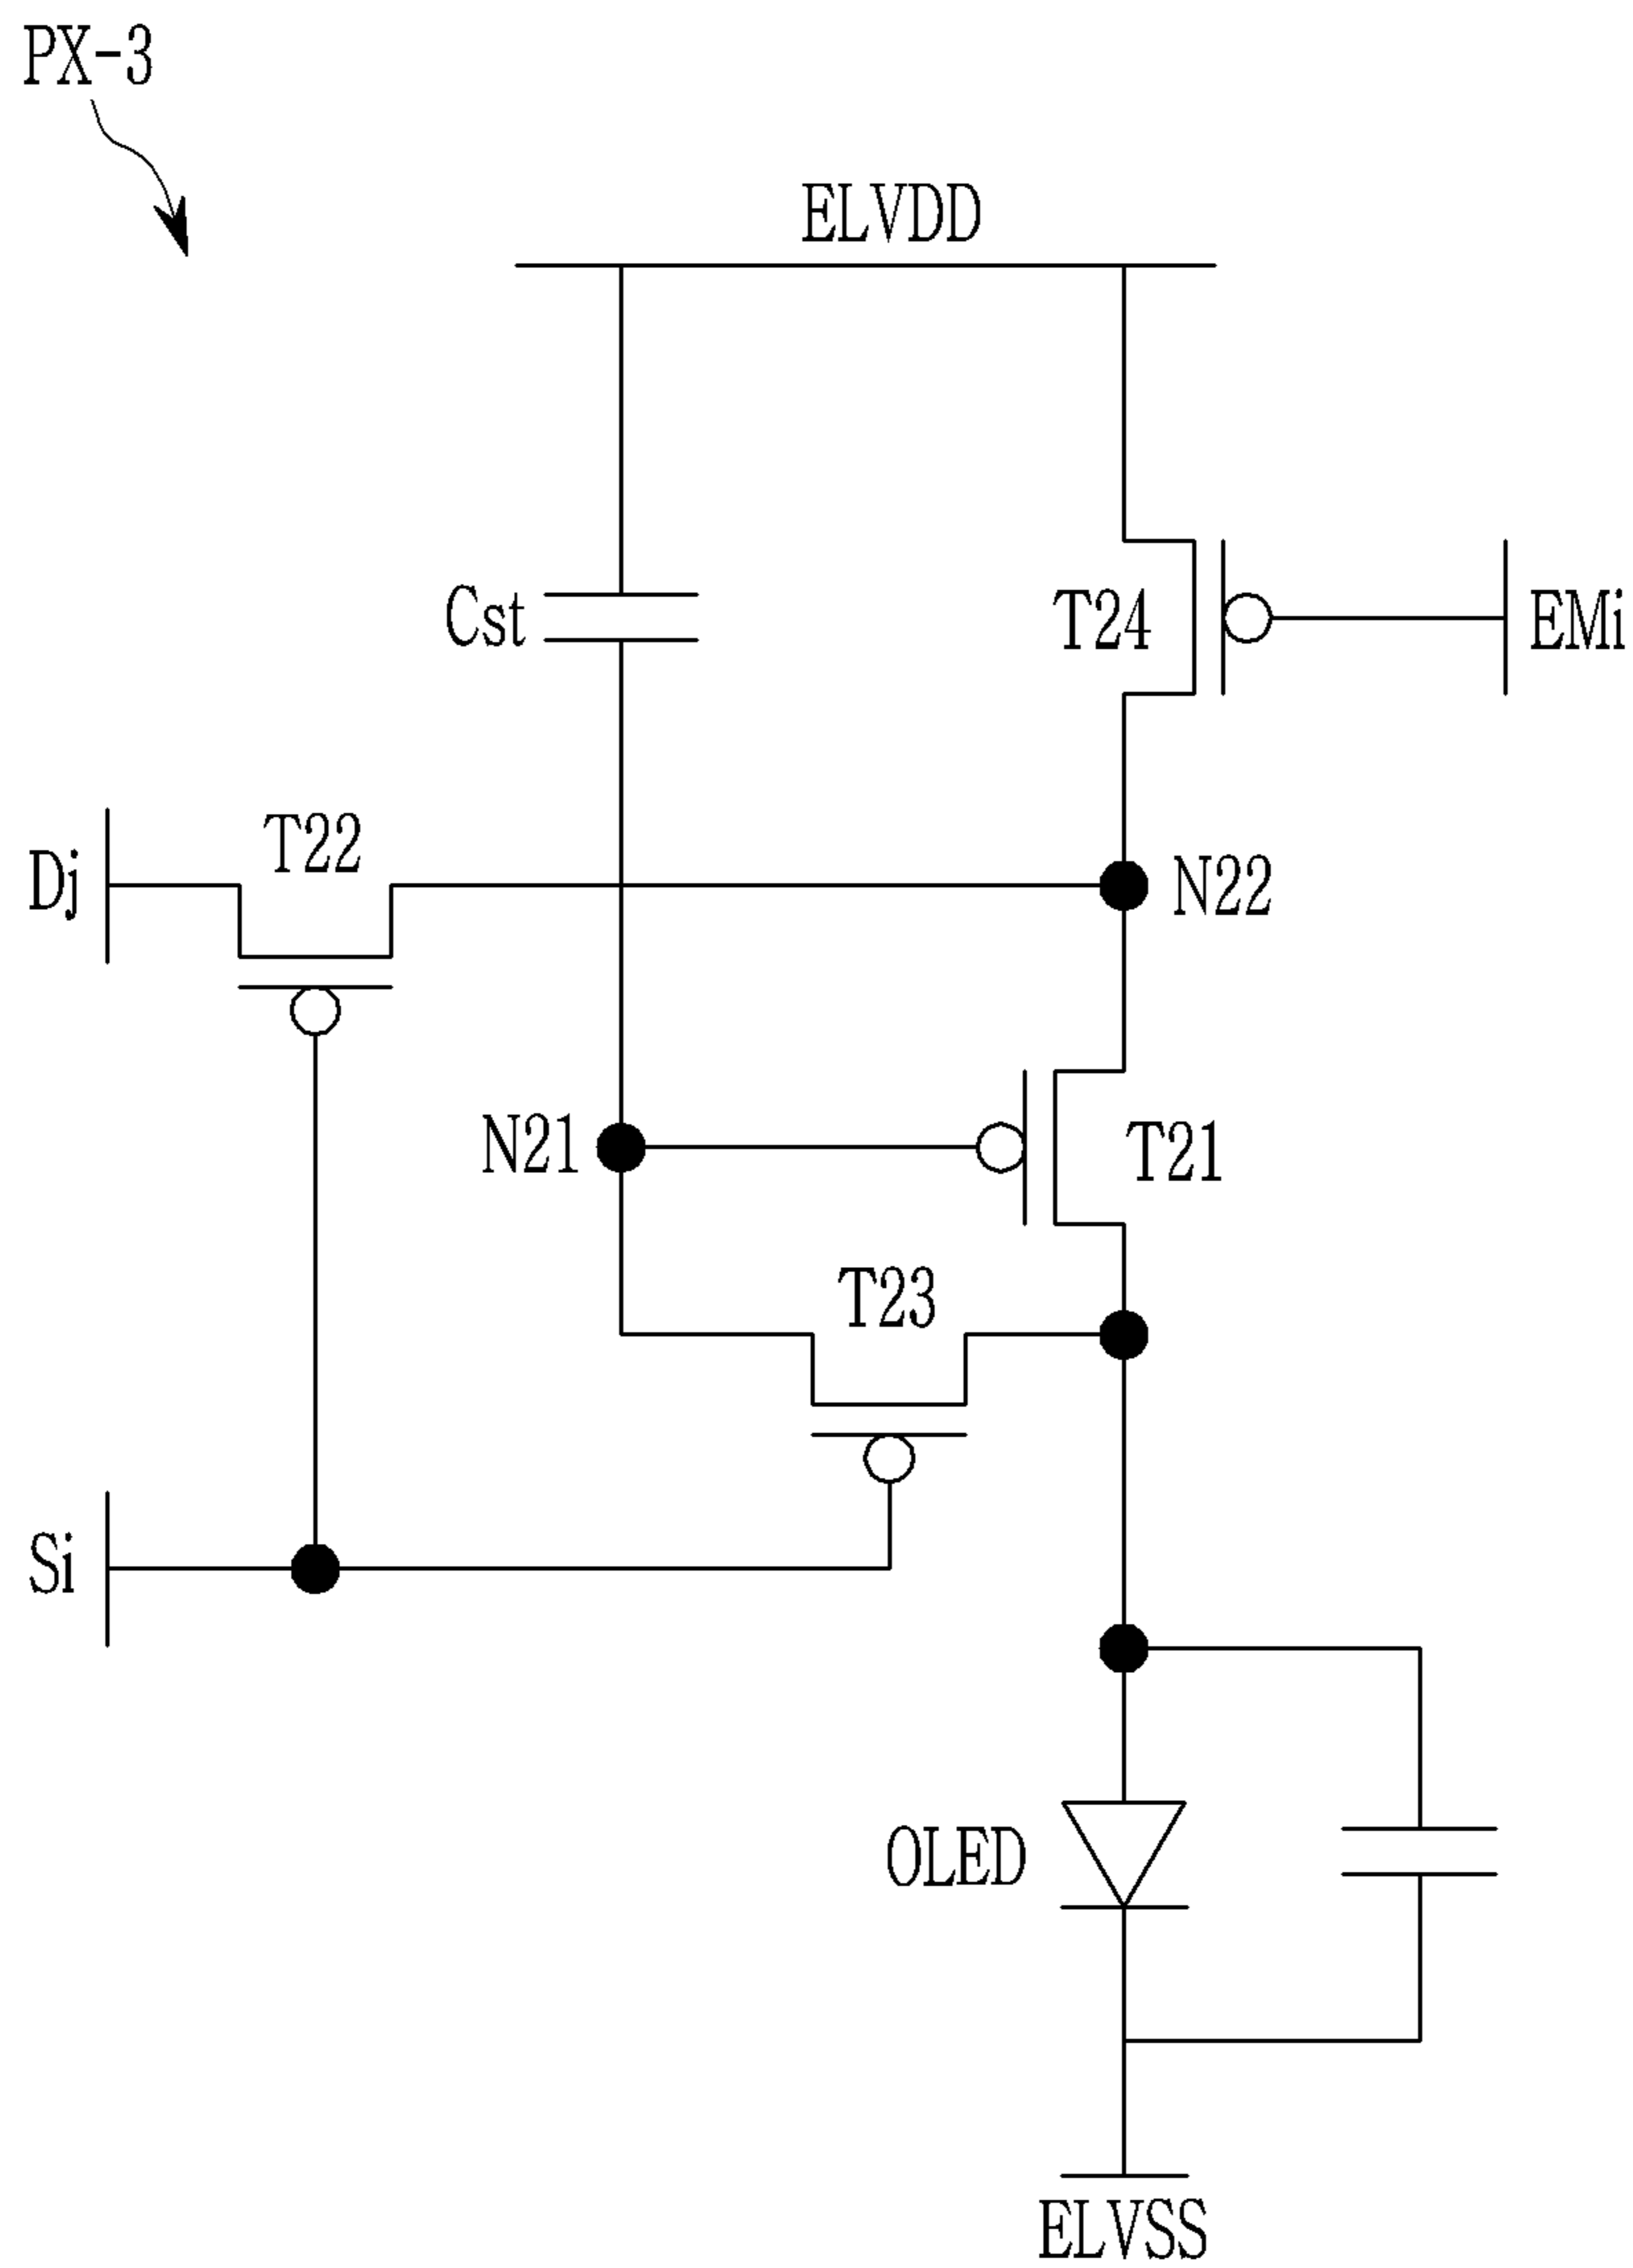 PX-3
ELVDD
Cst
T24
EMi
T22
Dj
N22
N21
T21
T23
Si
OLED
ELVSS